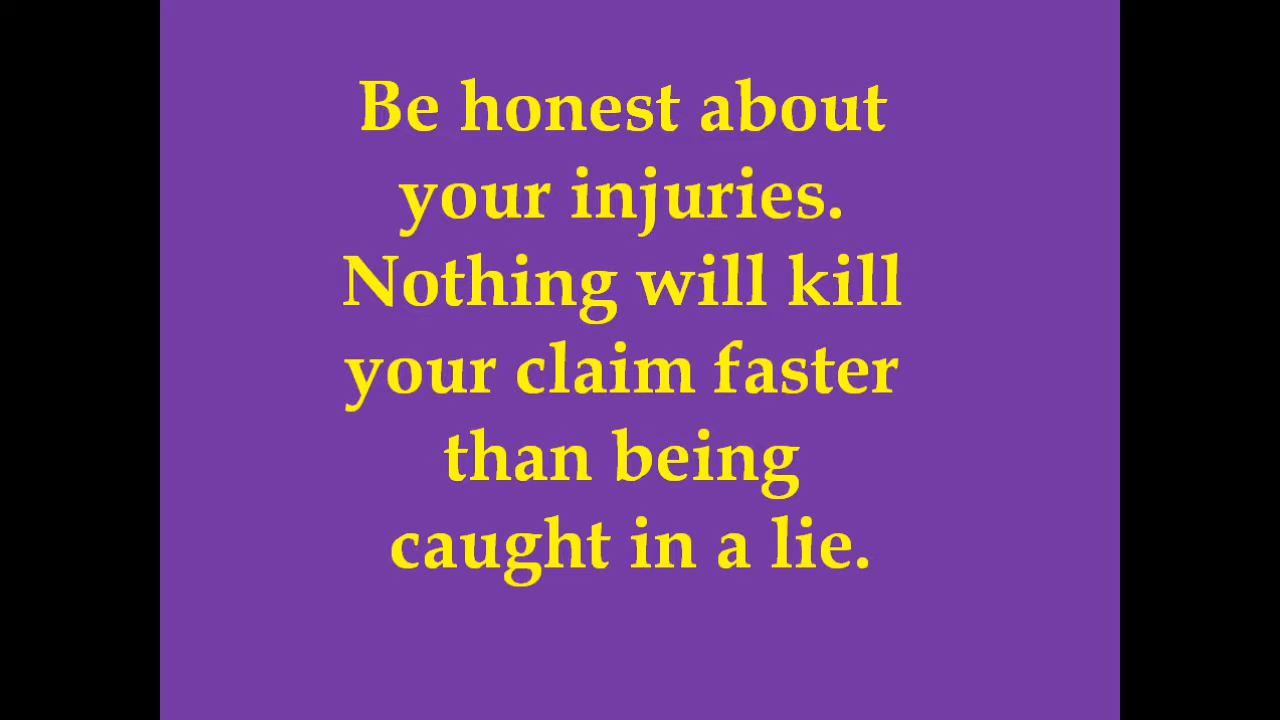 Be honest about
your injuries.
Nothing will kill
your claim faster
than being
caught in a lie.